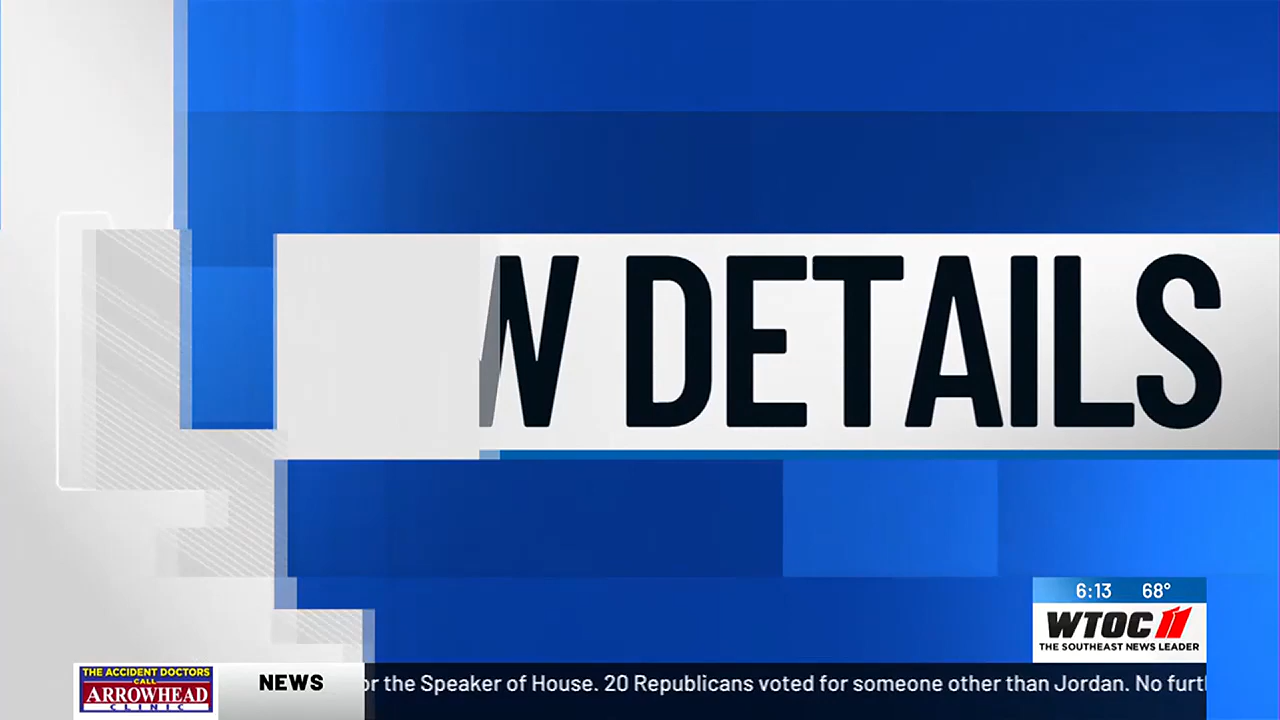 W DETAILS
6:13 68°
WTOC 11
THE SOUTHEAST NEWS LEADER
THE ACCIDENT DOCTORS
CALL
ARROWHEAD
CLINIC
NEWS
or the Speaker of House. 20 Republicans voted for someone other than Jordan. No furt